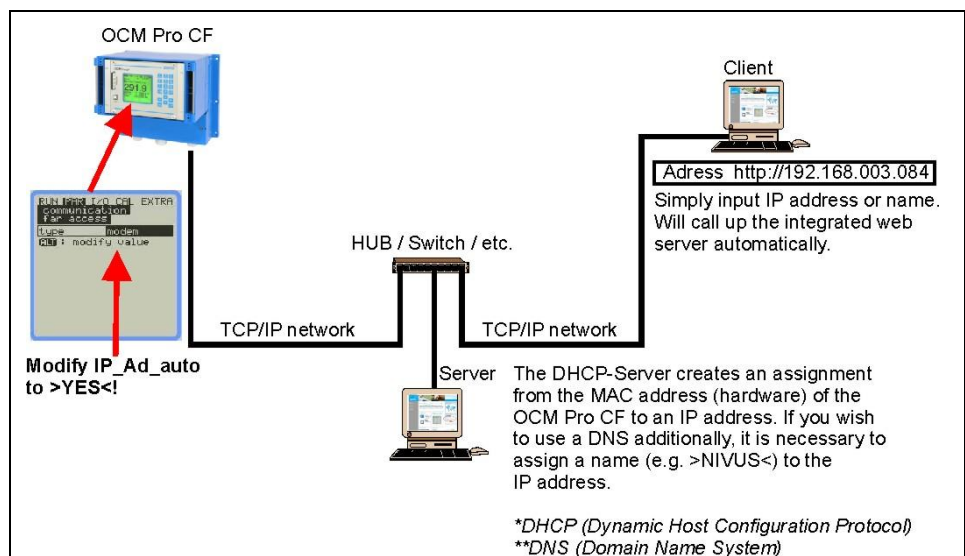 OCM Pro CF
291.9
Client
Adress http://192.168.003.084
Simply input IP address or name.
Will call up the integrated web
server automatically.
RUN PAR I/O CAL EXTRA
communication
far access
type modem
ALT : modify value
HUB / Switch / etc.
TCP/IP network
TCP/IP network
Modify IP_Ad_auto
to >YES<!
Server
The DHCP-Server creates an assignment
from the MAC address (hardware) of the
OCM Pro CF to an IP address. If you wish
to use a DNS additionally, it is necessary to
assign a name (e.g. >NIVUS<) to the
IP address.
*DHCP (Dynamic Host Configuration Protocol)
**DNS (Domain Name System)